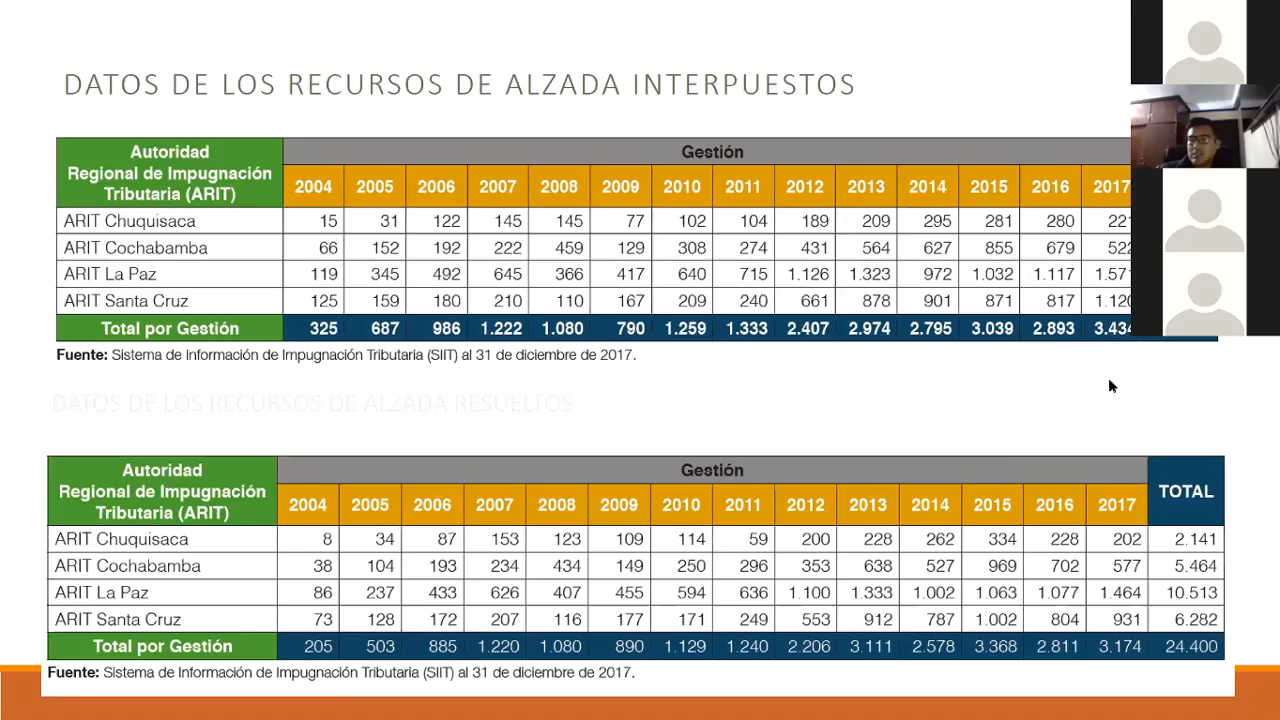 DATOS DE LOS RECURSOS DE ALZADA INTERPUESTOS
Autoridad
Regional de Impugnación
Tributaria (ARIT)
Gestión
2004 2005 2006 2007 2008 2009 2010 2011 2012 2013 2014 2015 2016 2017
ARIT Chuquisaca 15 31 122 145 145 77 102 104 189 209 295 281 280 221
ARIT Cochabamba 66 152 192 222 459 129 308 274 431 564 627 855 679 522
ARIT La Paz 119 345 492 645 366 417 640 715 1.126 1.323 972 1.032 1.117 1.571
ARIT Santa Cruz 125 159 180 210 110 167 209 240 661 878 901 871 817 1.120
Total por Gestión 325 687 986 1.222 1.080 790 1.259 1.333 2.407 2.974 2.795 3.039 2.893 3.434
Fuente: Sistema de Información de Impugnación Tributaria (SIIT) al 31 de diciembre de 2017.
DATOS DE LOS RECURSOS DE ALZADA RESUELTOS
Autoridad
Regional de Impugnación
Tributaria (ARIT)
Gestión
TOTAL
2004 2005 2006 2007 2008 2009 2010 2011 2012 2013 2014 2015 2016 2017
ARIT Chuquisaca 8 34 87 153 123 109 114 59 200 228 262 334 228 202 2.141
ARIT Cochabamba 38 104 193 234 434 149 250 296 353 638 527 969 702 577 5.464
ARIT La Paz 86 237 433 626 407 455 594 636 1.100 1.333 1.002 1.063 1.077 1.464 10.513
ARIT Santa Cruz 73 128 172 207 116 177 171 249 553 912 787 1.002 804 931 6.282
Total por Gestión 205 503 885 1.220 1.080 890 1.129 1.240 2.206 3.111 2.578 3.368 2.811 3.174 24.400
Fuente: Sistema de Información de Impugnación Tributaria (SIIT) al 31 de diciembre de 2017.